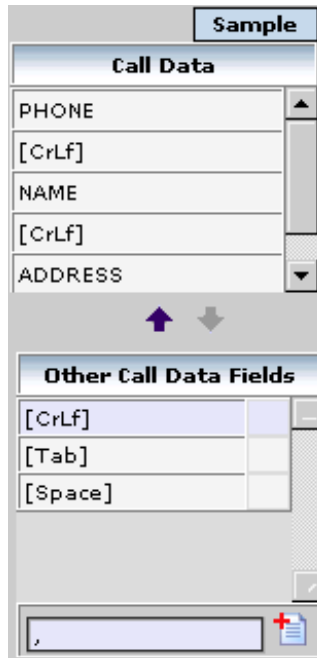 Sample
Call Data
PHONE
[CrLf]
NAME
[CrLf]
ADDRESS
Other Call Data Fields
[CrLf]
[Tab]
[Space]
,